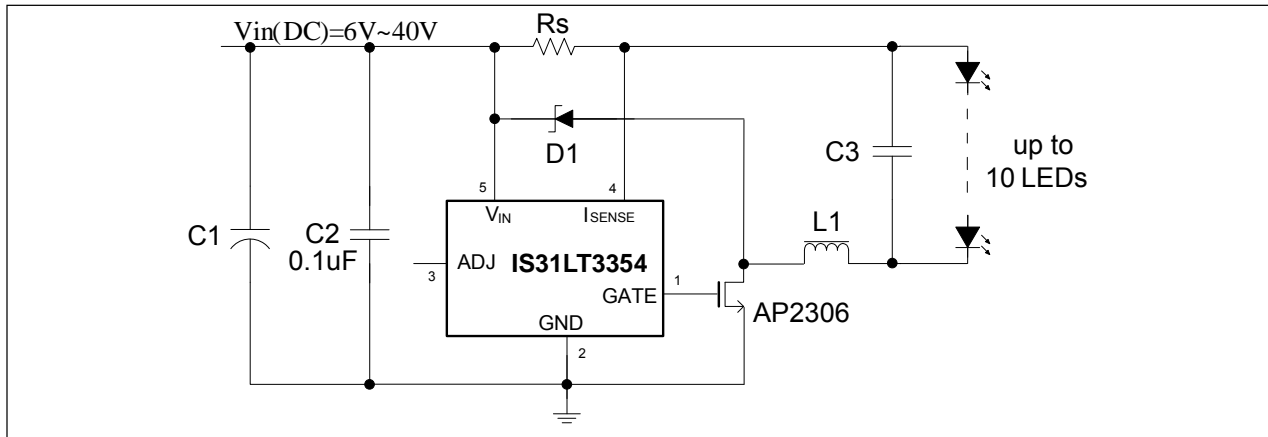 Vin(DC)=6V~40V
Rs
D1
C3
up to
10 LEDs
5
4
VIN
ISENSE
L1
C1
C2
0.1uF
3
ADJ
IS31LT3354
1
GATE
AP2306
GND
2